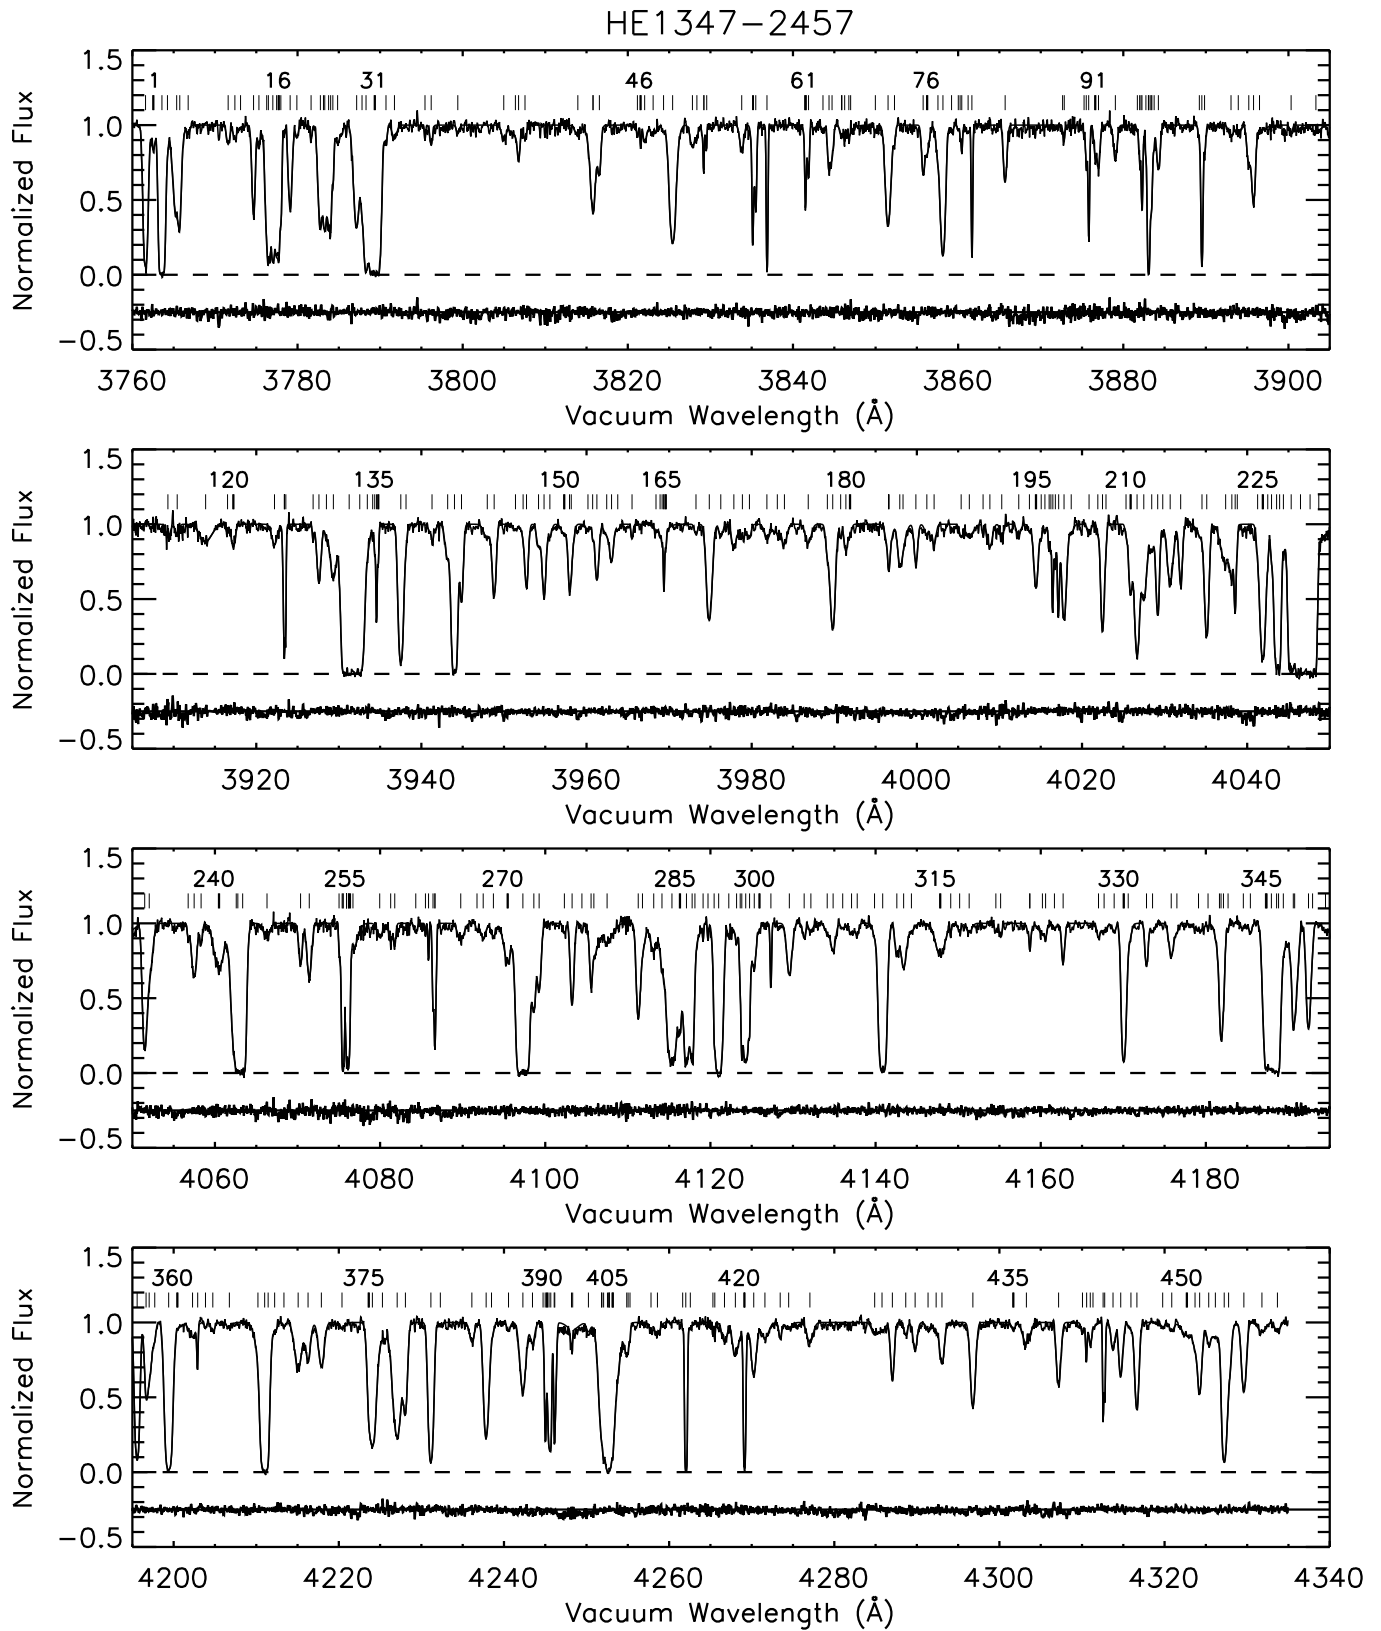 HE1347−2457
1.5
1 16 31 46 61 76 91
1.0
0.5
0.0
−0.5
Normalized Flux
3760 3780 3800 3820 3840 3860 3880 3900
Vacuum Wavelength (Å)
1.5
120 135 150 165 180 195 210 225
1.0
0.5
0.0
−0.5
Normalized Flux
3920 3940 3960 3980 4000 4020 4040
Vacuum Wavelength (Å)
1.5
240 255 270 285 300 315 330 345
1.0
0.5
0.0
−0.5
Normalized Flux
4060 4080 4100 4120 4140 4160 4180
Vacuum Wavelength (Å)
1.5
360 375 390 405 420 435 450
1.0
0.5
0.0
−0.5
Normalized Flux
4200 4220 4240 4260 4280 4300 4320 4340
Vacuum Wavelength (Å)